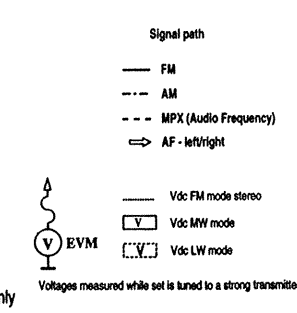 Signal path
FM
AM
MPX (Audio Frequency)
AF - left/right
Vdc FM mode stereo
V EVM
V Vdc MW mode
V Vdc LW mode
Voltages measured while set is tuned to a strong transmitte
nly